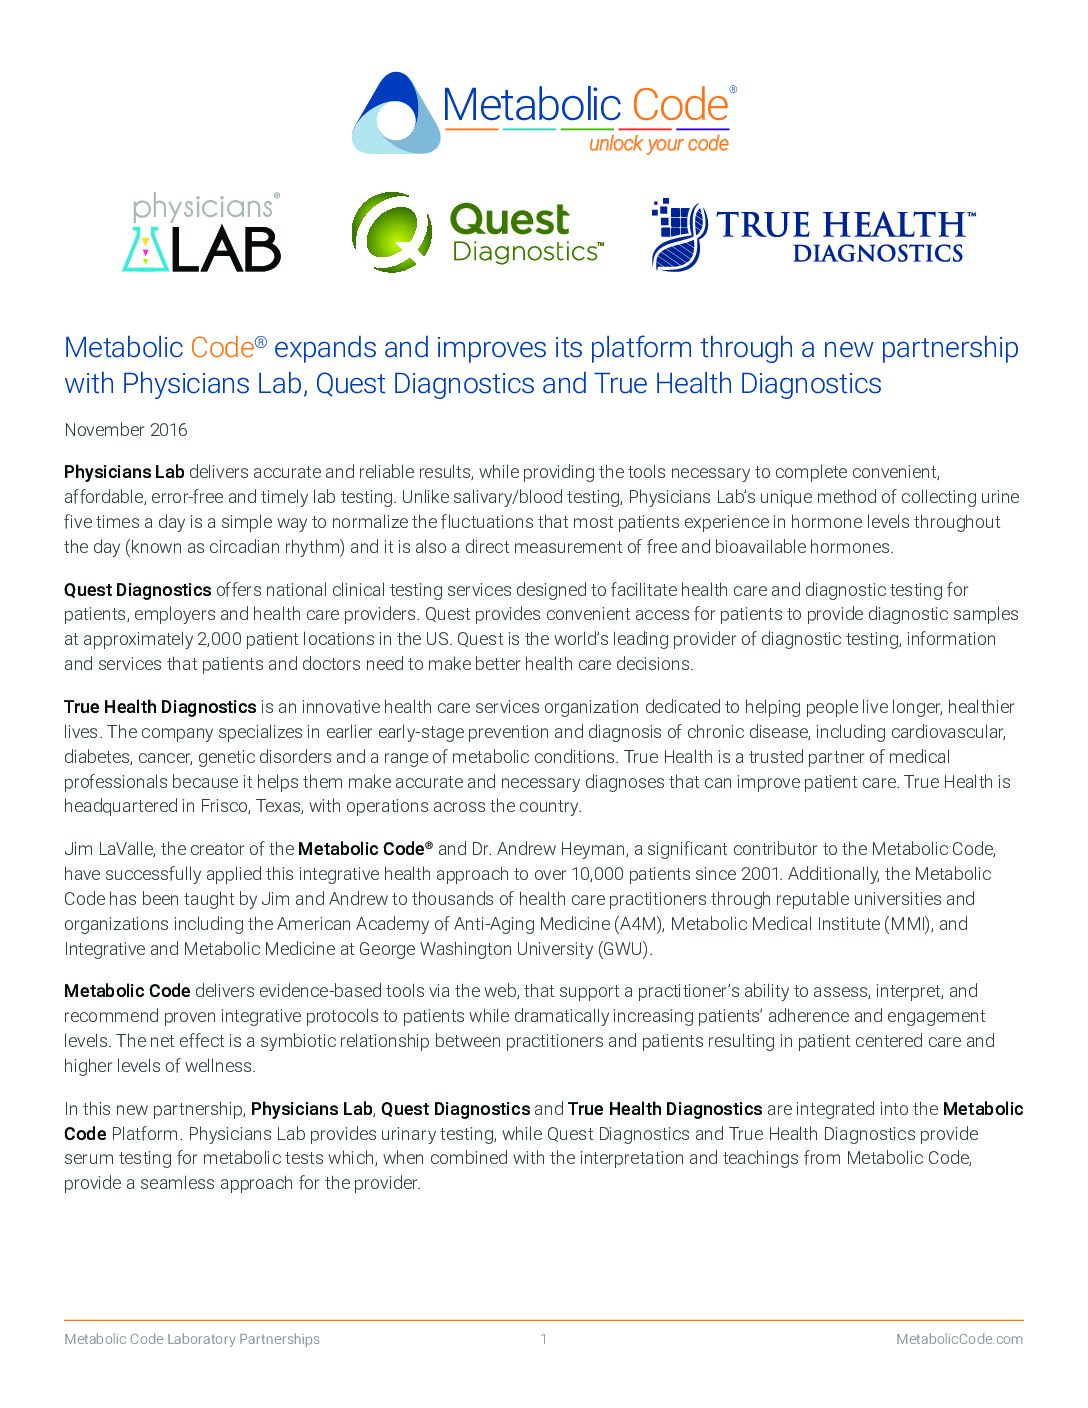 Metabolic Code®
unlock your code
physicians®
LAB
Quest
Diagnostics™
TRUE HEALTH™
DIAGNOSTICS
Metabolic Code® expands and improves its platform through a new partnership
with Physicians Lab, Quest Diagnostics and True Health Diagnostics
November 2016
Physicians Lab delivers accurate and reliable results, while providing the tools necessary to complete convenient,
affordable, error-free and timely lab testing. Unlike salivary/blood testing, Physicians Lab’s unique method of collecting urine
five times a day is a simple way to normalize the fluctuations that most patients experience in hormone levels throughout
the day (known as circadian rhythm) and it is also a direct measurement of free and bioavailable hormones.
Quest Diagnostics offers national clinical testing services designed to facilitate health care and diagnostic testing for
patients, employers and health care providers. Quest provides convenient access for patients to provide diagnostic samples
at approximately 2,000 patient locations in the US. Quest is the world’s leading provider of diagnostic testing, information
and services that patients and doctors need to make better health care decisions.
True Health Diagnostics is an innovative health care services organization dedicated to helping people live longer, healthier
lives. The company specializes in earlier early-stage prevention and diagnosis of chronic disease, including cardiovascular,
diabetes, cancer, genetic disorders and a range of metabolic conditions. True Health is a trusted partner of medical
professionals because it helps them make accurate and necessary diagnoses that can improve patient care. True Health is
headquartered in Frisco, Texas, with operations across the country.
Jim LaValle, the creator of the Metabolic Code® and Dr. Andrew Heyman, a significant contributor to the Metabolic Code,
have successfully applied this integrative health approach to over 10,000 patients since 2001. Additionally, the Metabolic
Code has been taught by Jim and Andrew to thousands of health care practitioners through reputable universities and
organizations including the American Academy of Anti-Aging Medicine (A4M), Metabolic Medical Institute (MMI), and
Integrative and Metabolic Medicine at George Washington University (GWU).
Metabolic Code delivers evidence-based tools via the web, that support a practitioner’s ability to assess, interpret, and
recommend proven integrative protocols to patients while dramatically increasing patients’ adherence and engagement
levels. The net effect is a symbiotic relationship between practitioners and patients resulting in patient centered care and
higher levels of wellness.
In this new partnership, Physicians Lab, Quest Diagnostics and True Health Diagnostics are integrated into the Metabolic
Code Platform. Physicians Lab provides urinary testing, while Quest Diagnostics and True Health Diagnostics provide
serum testing for metabolic tests which, when combined with the interpretation and teachings from Metabolic Code,
provide a seamless approach for the provider.
Metabolic Code Laboratory Partnerships
1
MetabolicCode.com